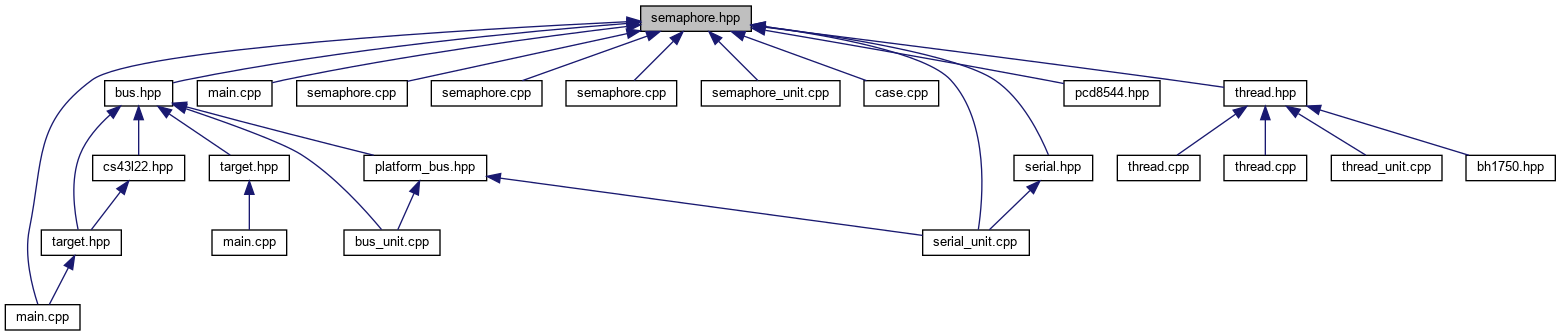 semaphore.hpp
bus.hpp
main.cpp
semaphore.cpp
semaphore.cpp
semaphore.cpp
semaphore_unit.cpp
case.cpp
pcd8544.hpp
thread.hpp
cs43l22.hpp
target.hpp
platform_bus.hpp
serial.hpp
thread.cpp
thread.cpp
thread_unit.cpp
bh1750.hpp
target.hpp
main.cpp
bus_unit.cpp
serial_unit.cpp
main.cpp